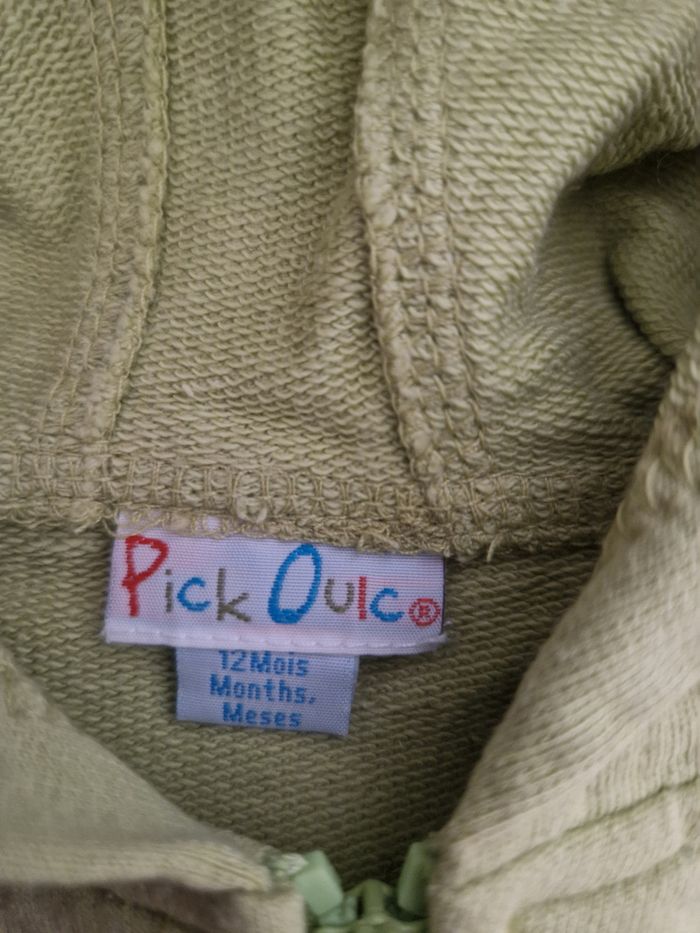 Pick Ouic®
12 Mois
Months,
Meses